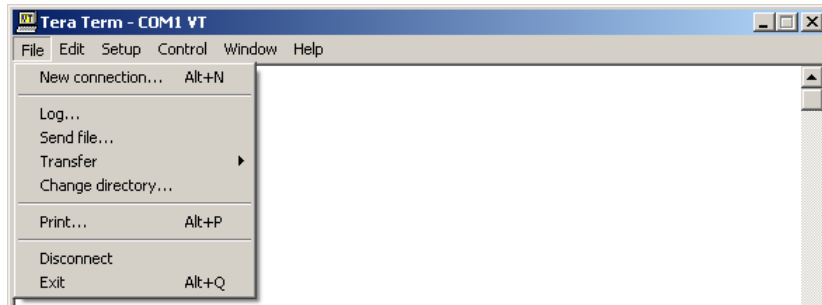 Tera Term - COM1 VT
File Edit Setup Control Window Help
New connection... Alt+N
Log...
Send file...
Transfer
Change directory...
Print... Alt+P
Disconnect
Exit Alt+Q